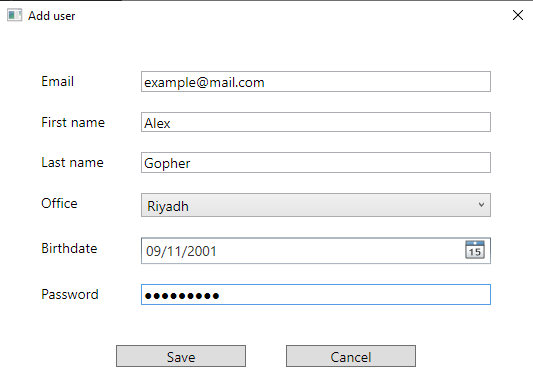 Add user
Email example@mail.com
First name Alex
Last name Gopher
Office Riyadh
Birthdate 09/11/2001 15
Password ●●●●●●●●●
Save Cancel